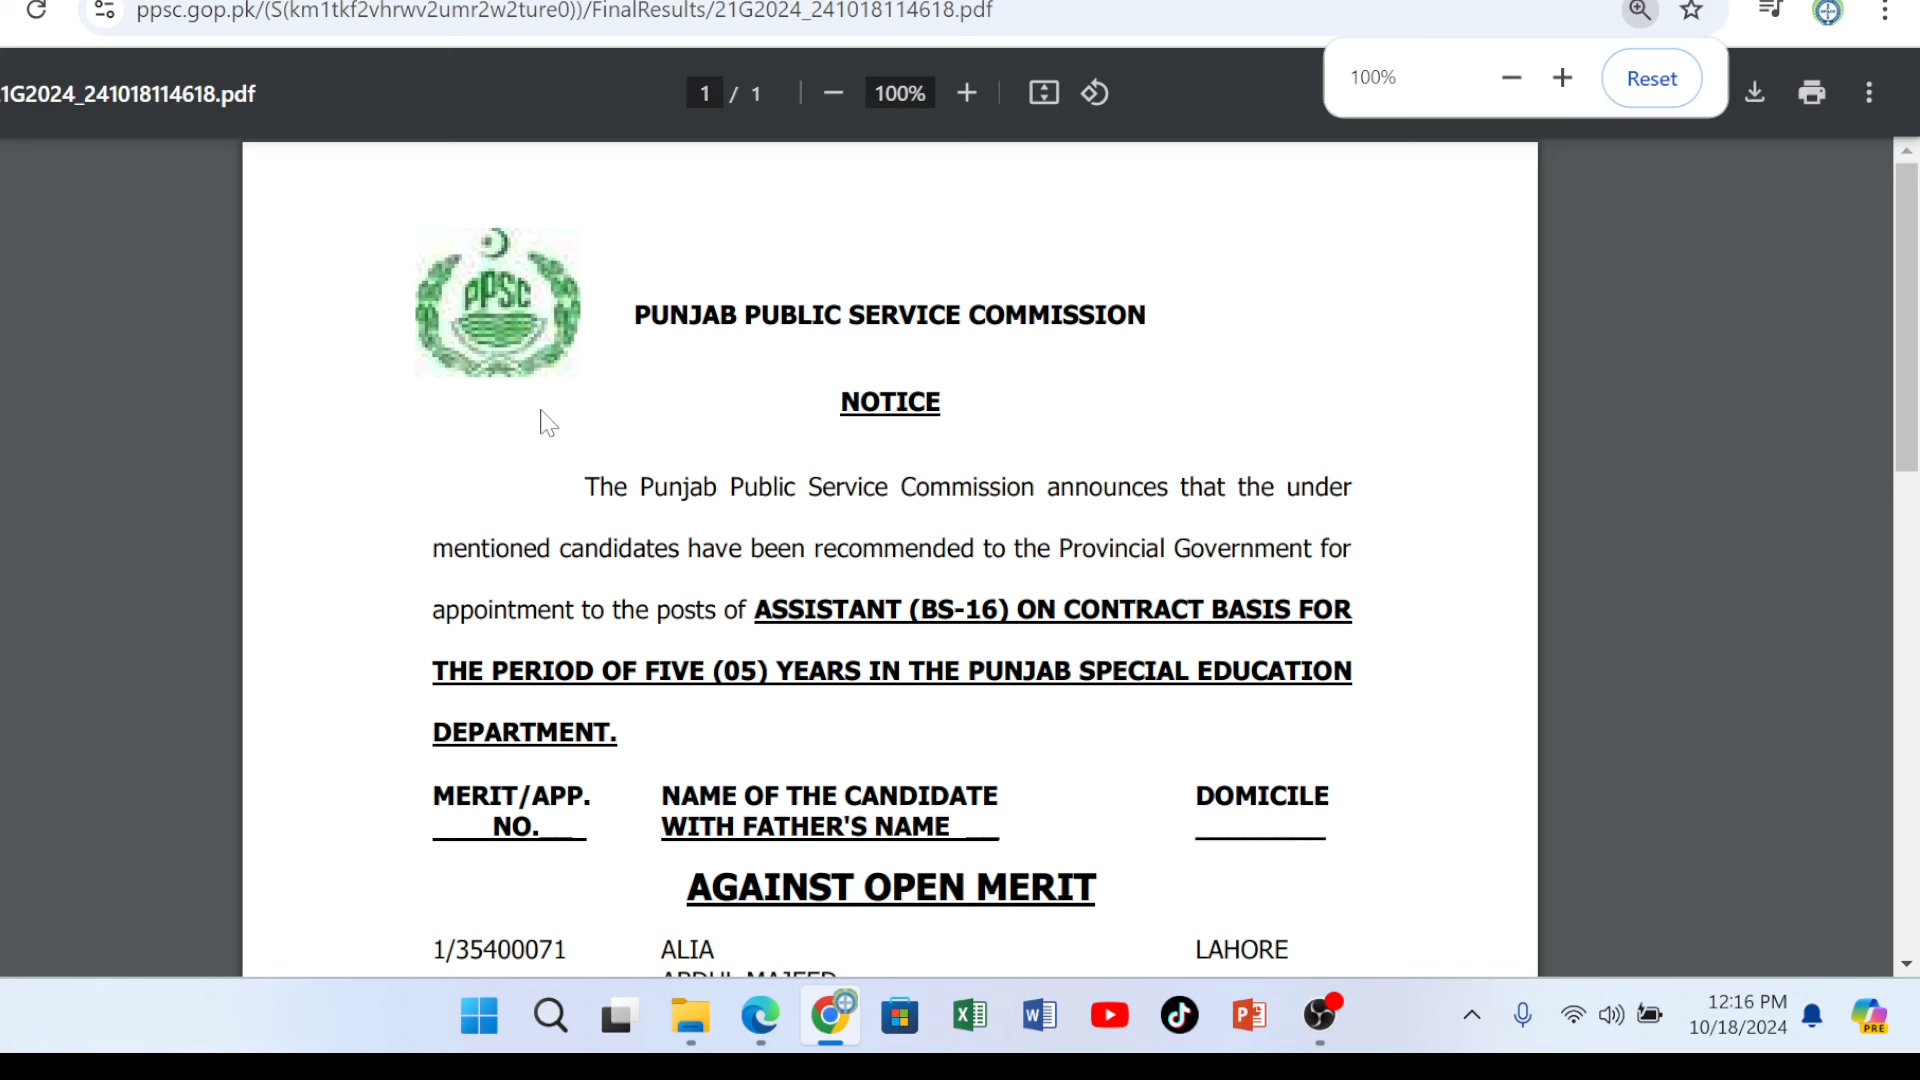 ppsc.gop.pk/(S(km1tkf2vhrwv2umr2w2ture0))/FinalResults/21G2024_241018114618.pdf
1G2024_241018114618.pdf
1 / 1
100%
100%
Reset
PPSC
PUNJAB PUBLIC SERVICE COMMISSION
NOTICE
The Punjab Public Service Commission announces that the under
mentioned candidates have been recommended to the Provincial Government for
appointment to the posts of ASSISTANT (BS-16) ON CONTRACT BASIS FOR
THE PERIOD OF FIVE (05) YEARS IN THE PUNJAB SPECIAL EDUCATION
DEPARTMENT.
MERIT/APP. NAME OF THE CANDIDATE DOMICILE
NO. WITH FATHER'S NAME
AGAINST OPEN MERIT
1/35400071 ALIA LAHORE
ABDUL MAJEED
12:16 PM
10/18/2024
PRE